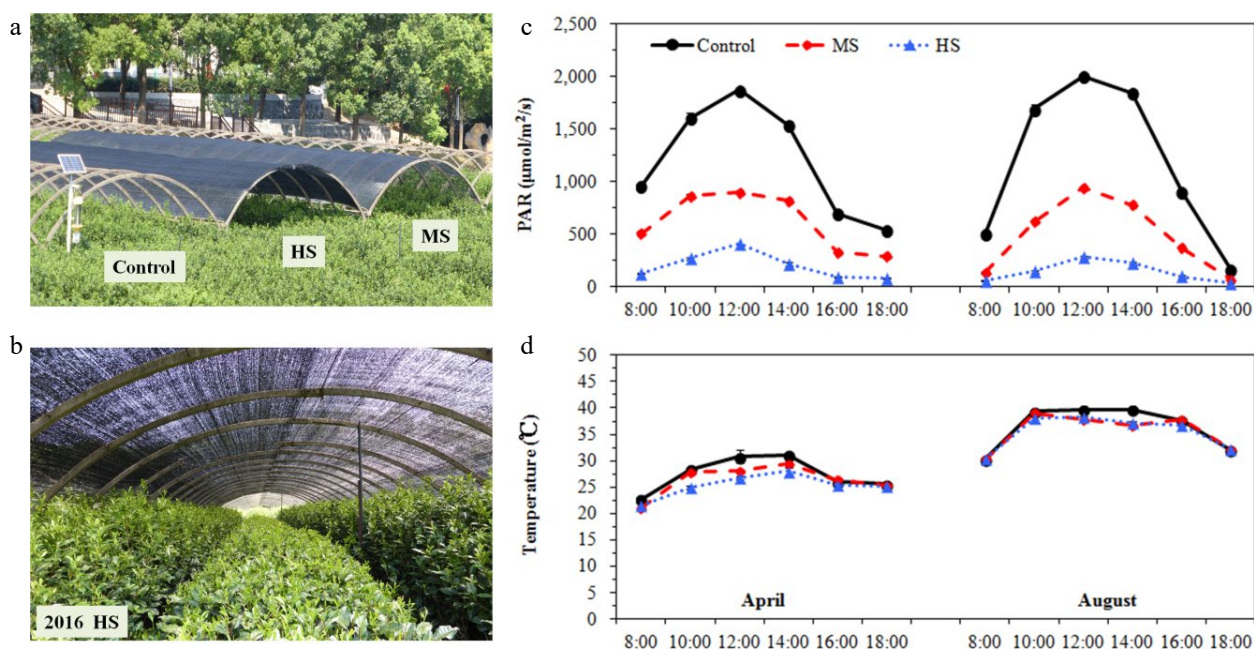 a
Control
HS
MS
b
2016 HS
c
2,500
2,000
1,500
1,000
500
0
PAR (μmol/m²/s)
Control MS HS
8:00 10:00 12:00 14:00 16:00 18:00 8:00 10:00 12:00 14:00 16:00 18:00
d
50
45
40
35
30
25
20
15
10
5
0
Temperature (℃)
April August
8:00 10:00 12:00 14:00 16:00 18:00 8:00 10:00 12:00 14:00 16:00 18:00